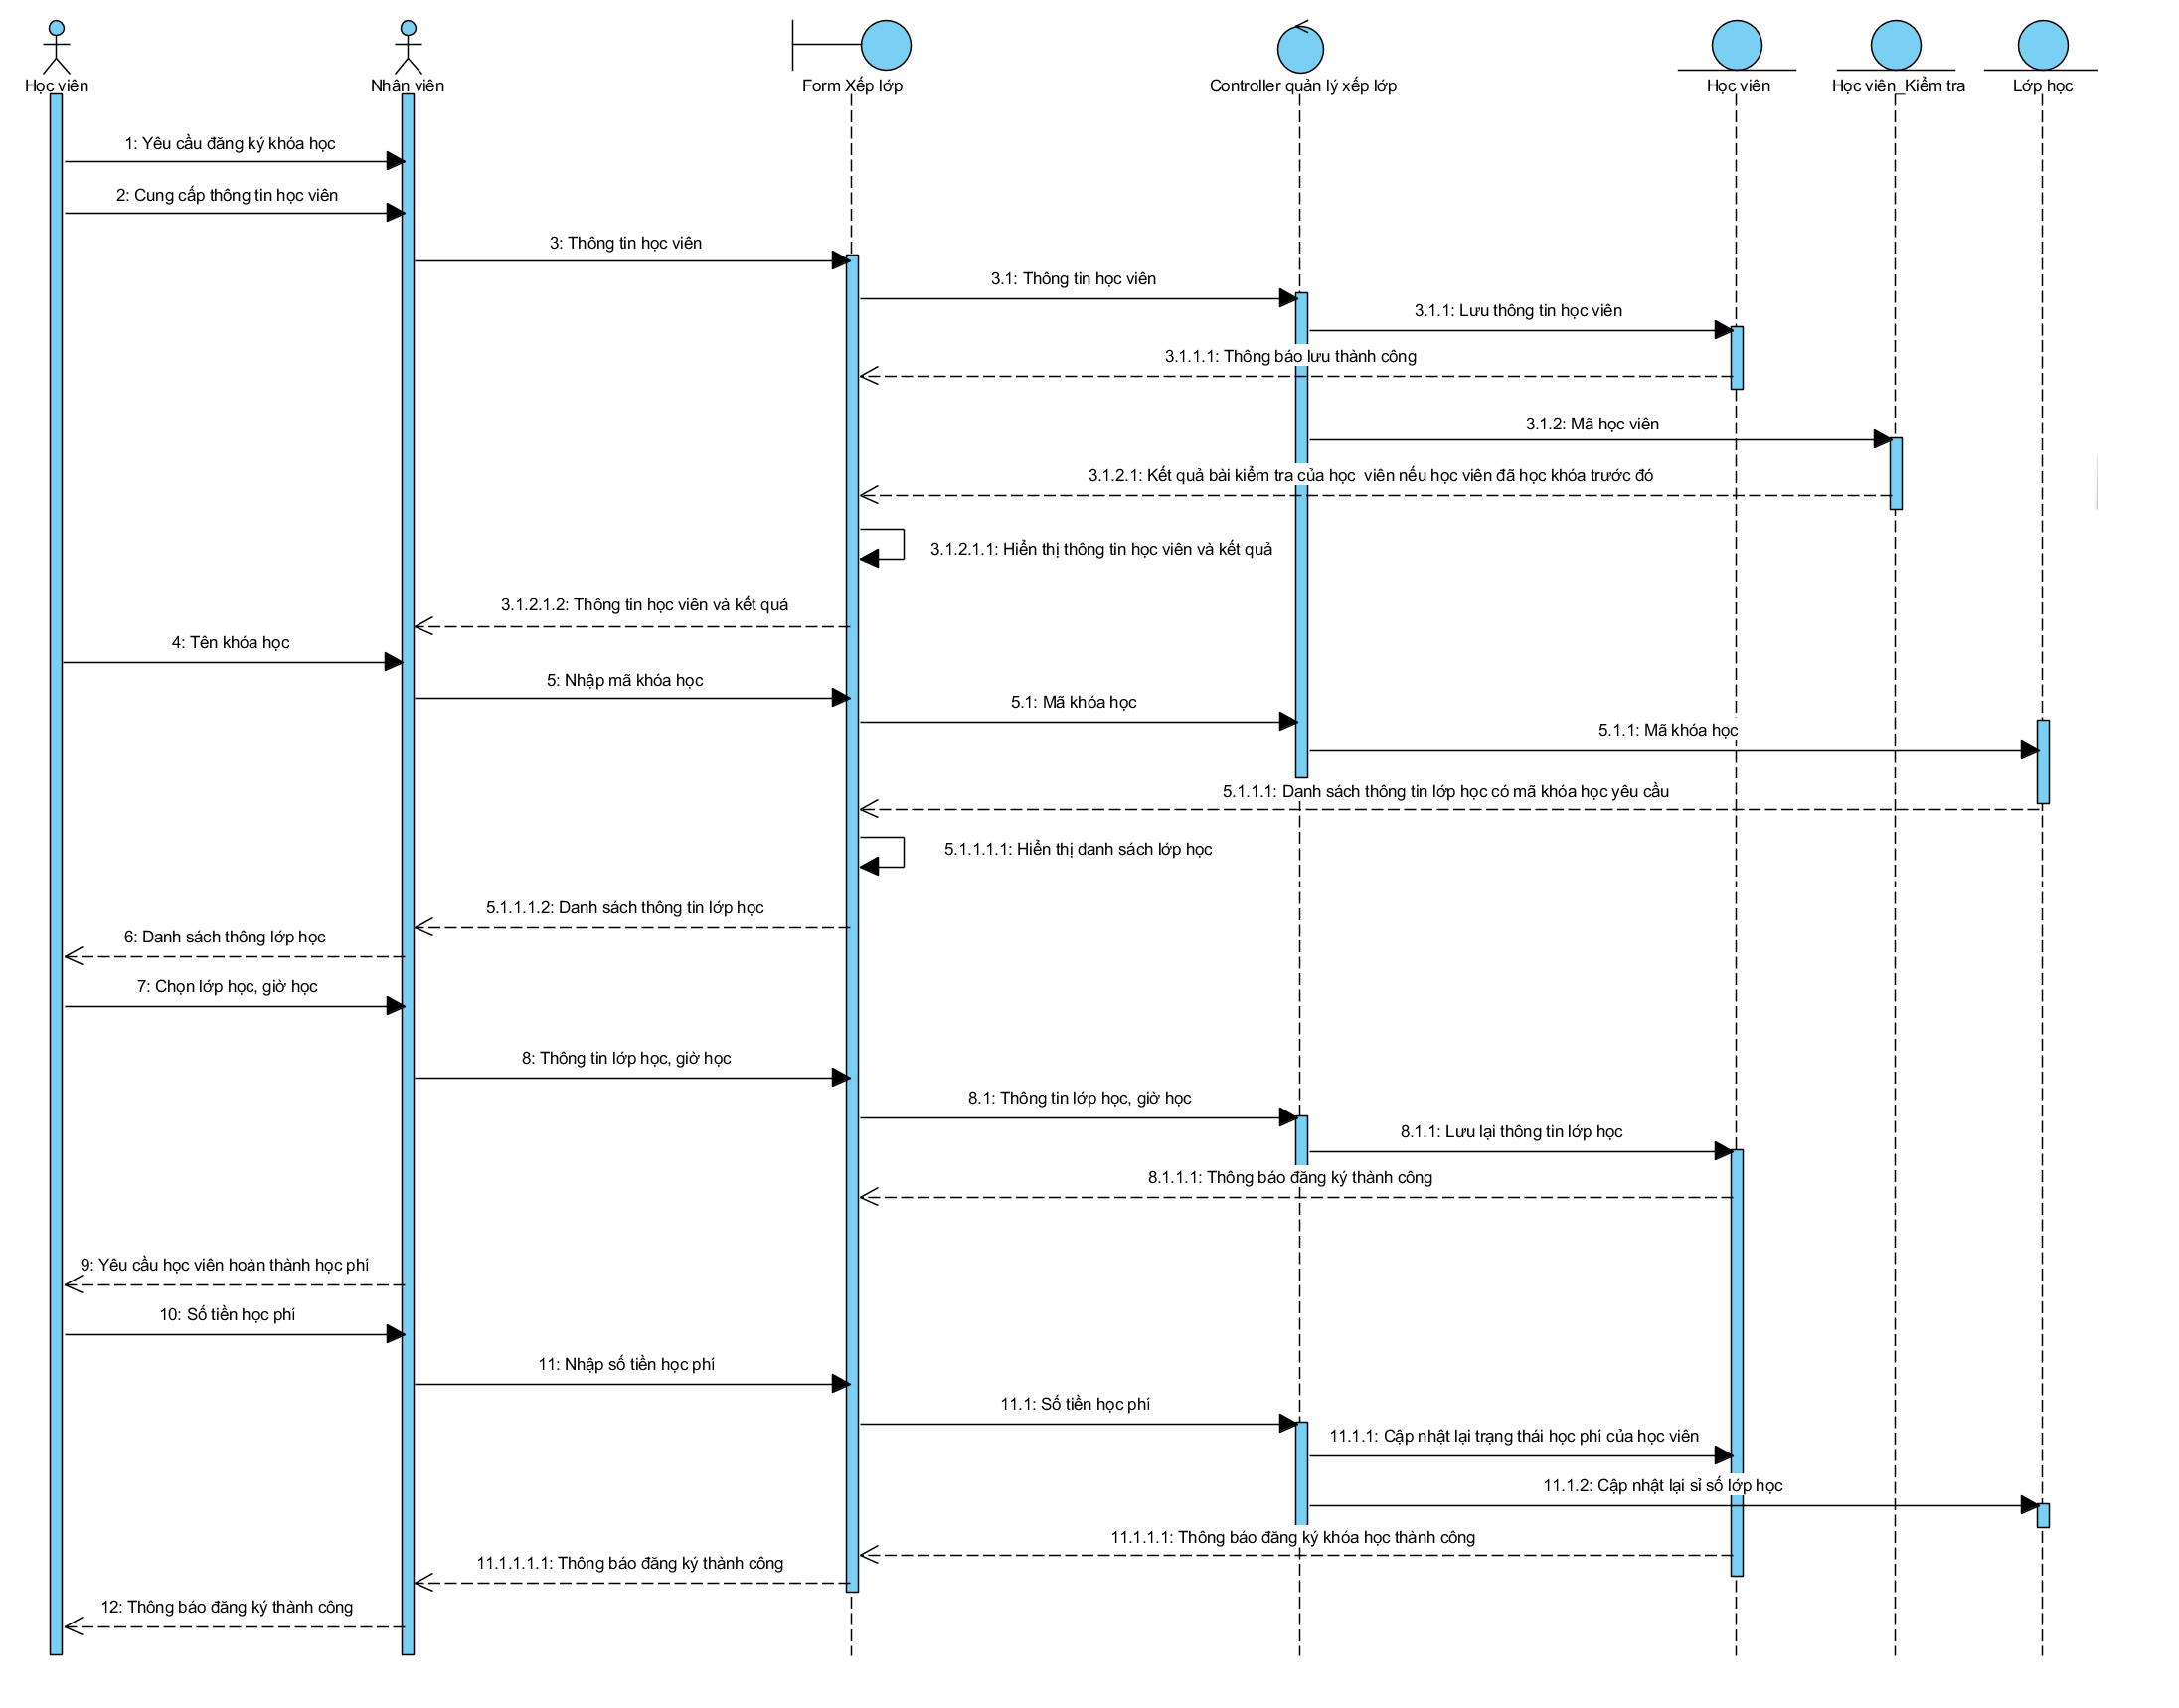 Học viên
Nhân viên
Form Xếp lớp
Controller quản lý xếp lớp
Học viên
Học viên_Kiểm tra
Lớp học
1: Yêu cầu đăng ký khóa học
2: Cung cấp thông tin học viên
3: Thông tin học viên
3.1: Thông tin học viên
3.1.1: Lưu thông tin học viên
3.1.1.1: Thông báo lưu thành công
3.1.2: Mã học viên
3.1.2.1: Kết quả bài kiểm tra của học  viên nếu học viên đã học khóa trước đó
3.1.2.1.1: Hiển thị thông tin học viên và kết quả
3.1.2.1.2: Thông tin học viên và kết quả
4: Tên khóa học
5: Nhập mã khóa học
5.1: Mã khóa học
5.1.1: Mã khóa học
5.1.1.1: Danh sách thông tin lớp học có mã khóa học yêu cầu
5.1.1.1.1: Hiển thị danh sách lớp học
5.1.1.1.2: Danh sách thông tin lớp học
6: Danh sách thông lớp học
7: Chọn lớp học, giờ học
8: Thông tin lớp học, giờ học
8.1: Thông tin lớp học, giờ học
8.1.1: Lưu lại thông tin lớp học
8.1.1.1: Thông báo đăng ký thành công
9: Yêu cầu học viên hoàn thành học phí
10: Số tiền học phí
11: Nhập số tiền học phí
11.1: Số tiền học phí
11.1.1: Cập nhật lại trạng thái học phí của học viên
11.1.2: Cập nhật lại sỉ số lớp học
11.1.1.1: Thông báo đăng ký khóa học thành công
11.1.1.1.1: Thông báo đăng ký thành công
12: Thông báo đăng ký thành công